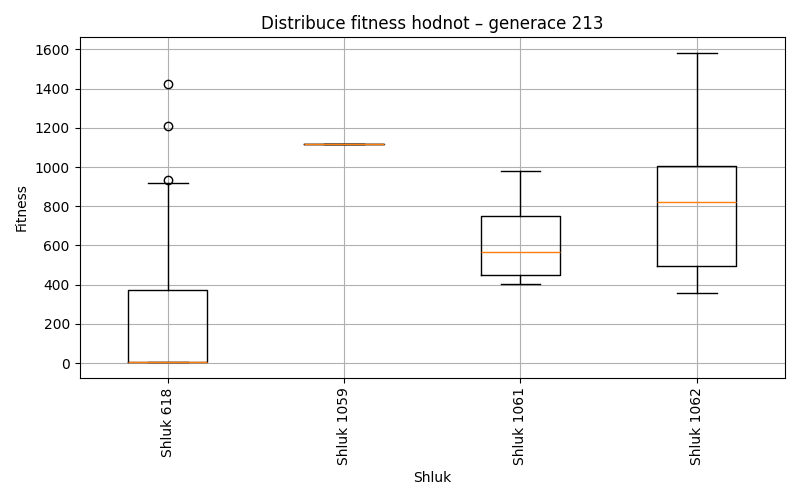 Distribuce fitness hodnot – generace 213
1600
1400
1200
1000
800
600
400
200
0
Fitness
Shluk 618
Shluk 1059
Shluk 1061
Shluk 1062
Shluk